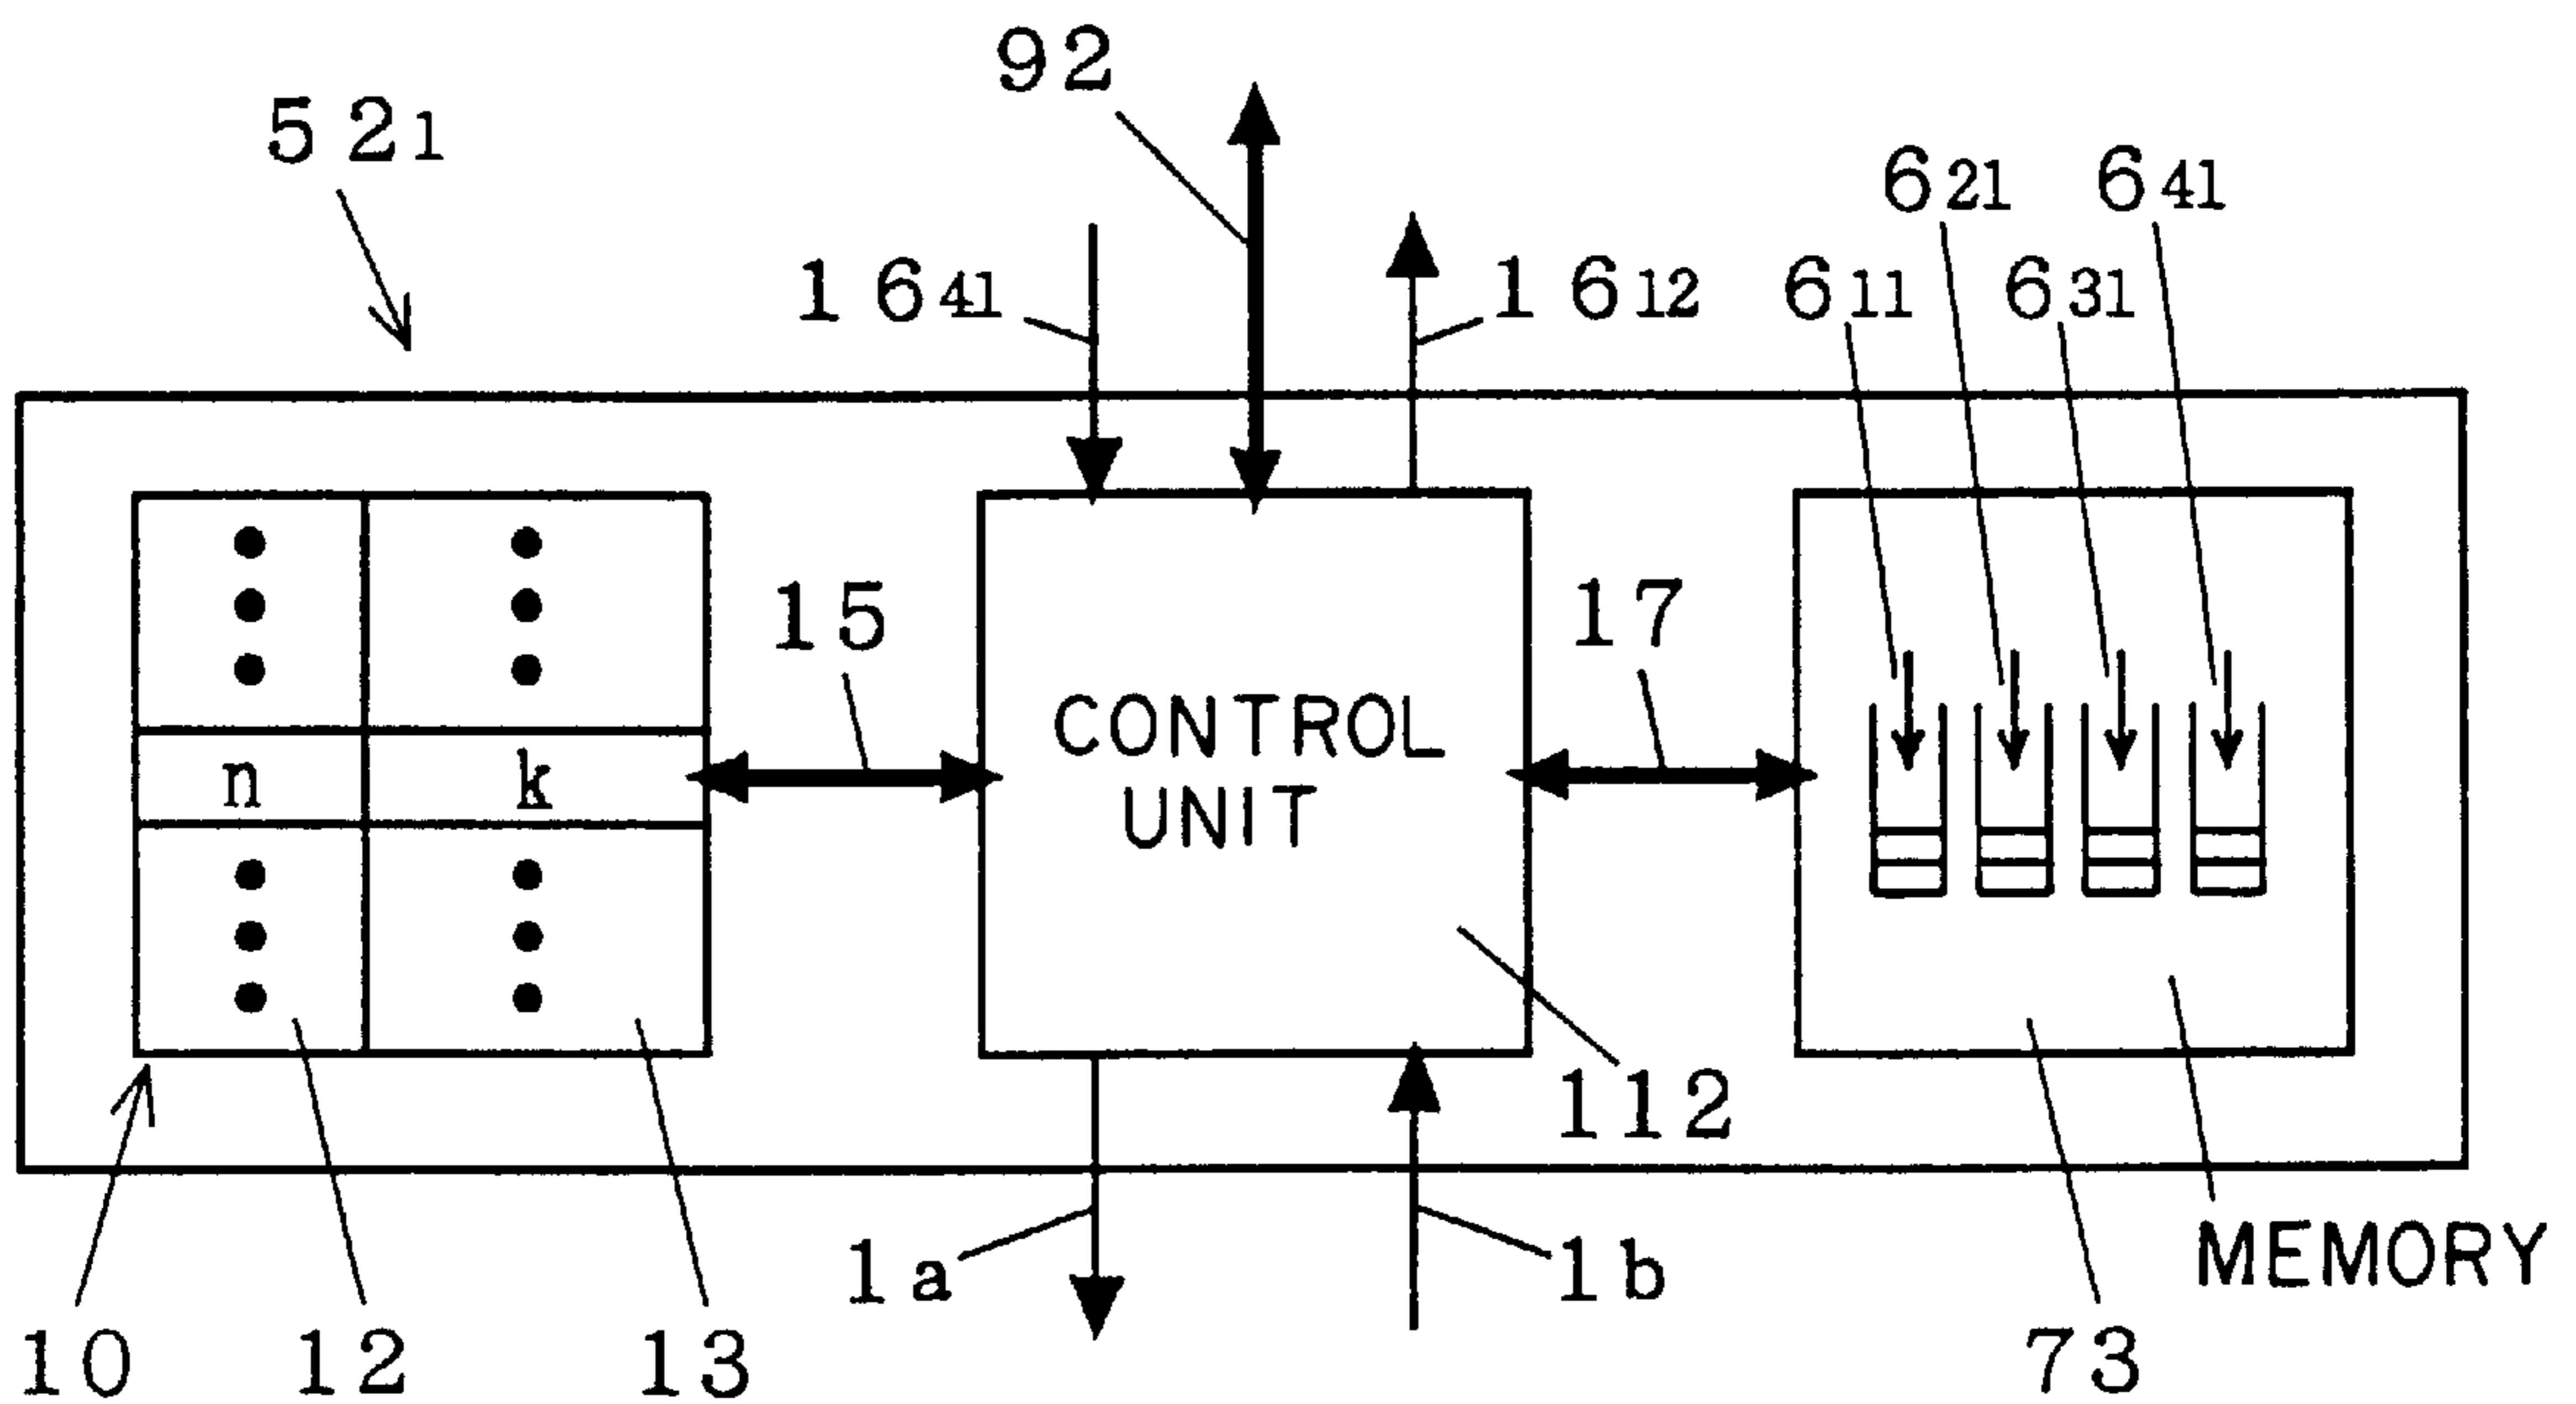 92
52₁
6₂₁ 6₄₁
16₄₁ 16₁₂ 6₁₁ 6₃₁
15 17
n k
CONTROL
UNIT
112
1a 1b
MEMORY
10 12 13 73